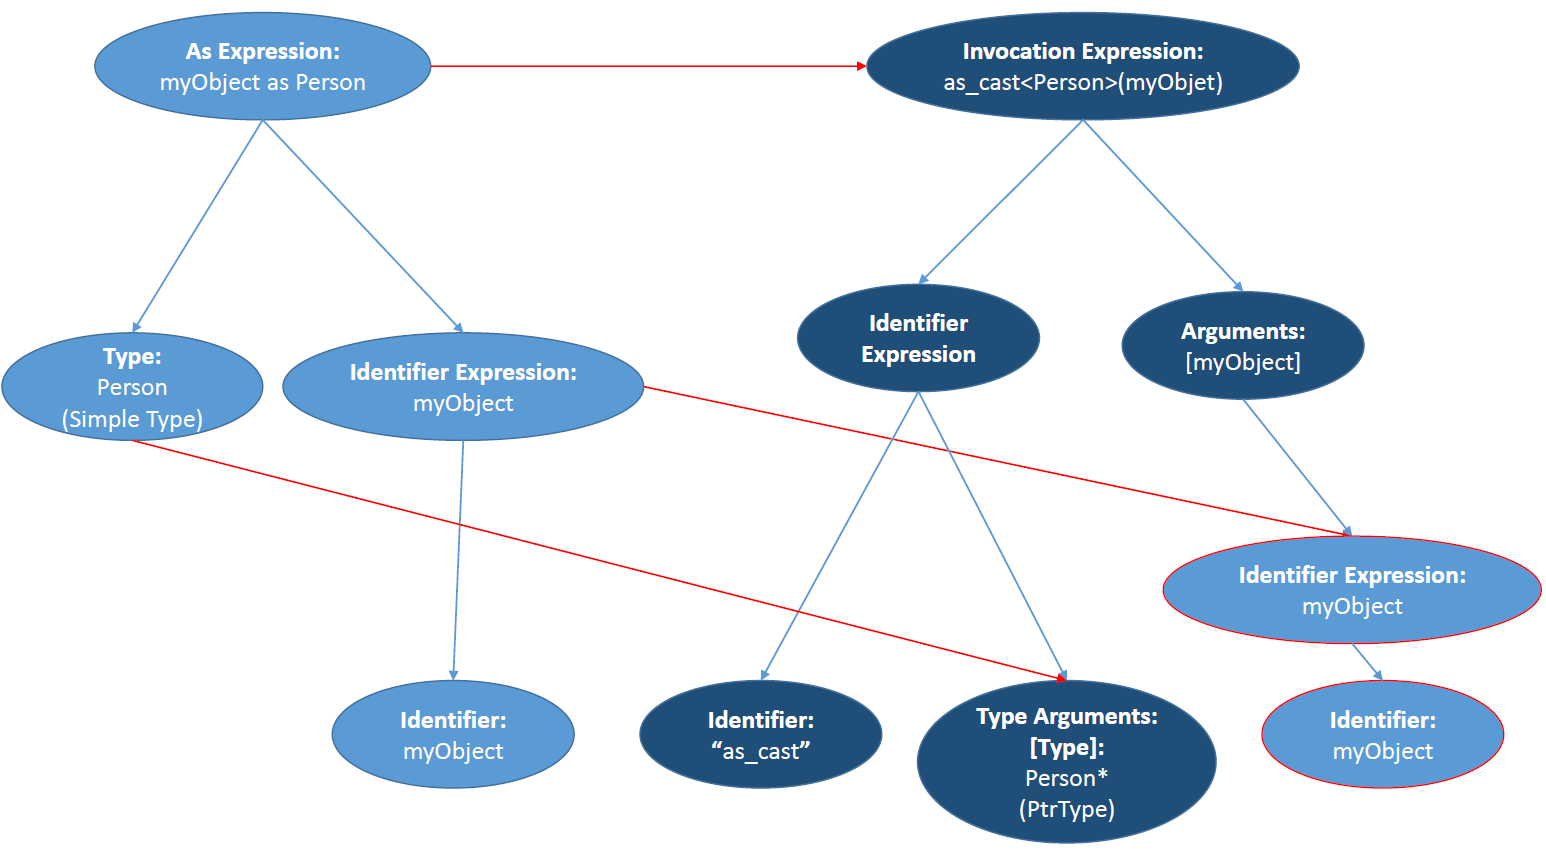 As Expression:
myObject as Person
Invocation Expression:
as_cast<Person>(myObjet)
Identifier
Expression
Arguments:
[myObject]
Type:
Person
(Simple Type)
Identifier Expression:
myObject
Identifier Expression:
myObject
Identifier:
myObject
Identifier:
“as_cast”
Type Arguments:
[Type]:
Person*
(PtrType)
Identifier:
myObject